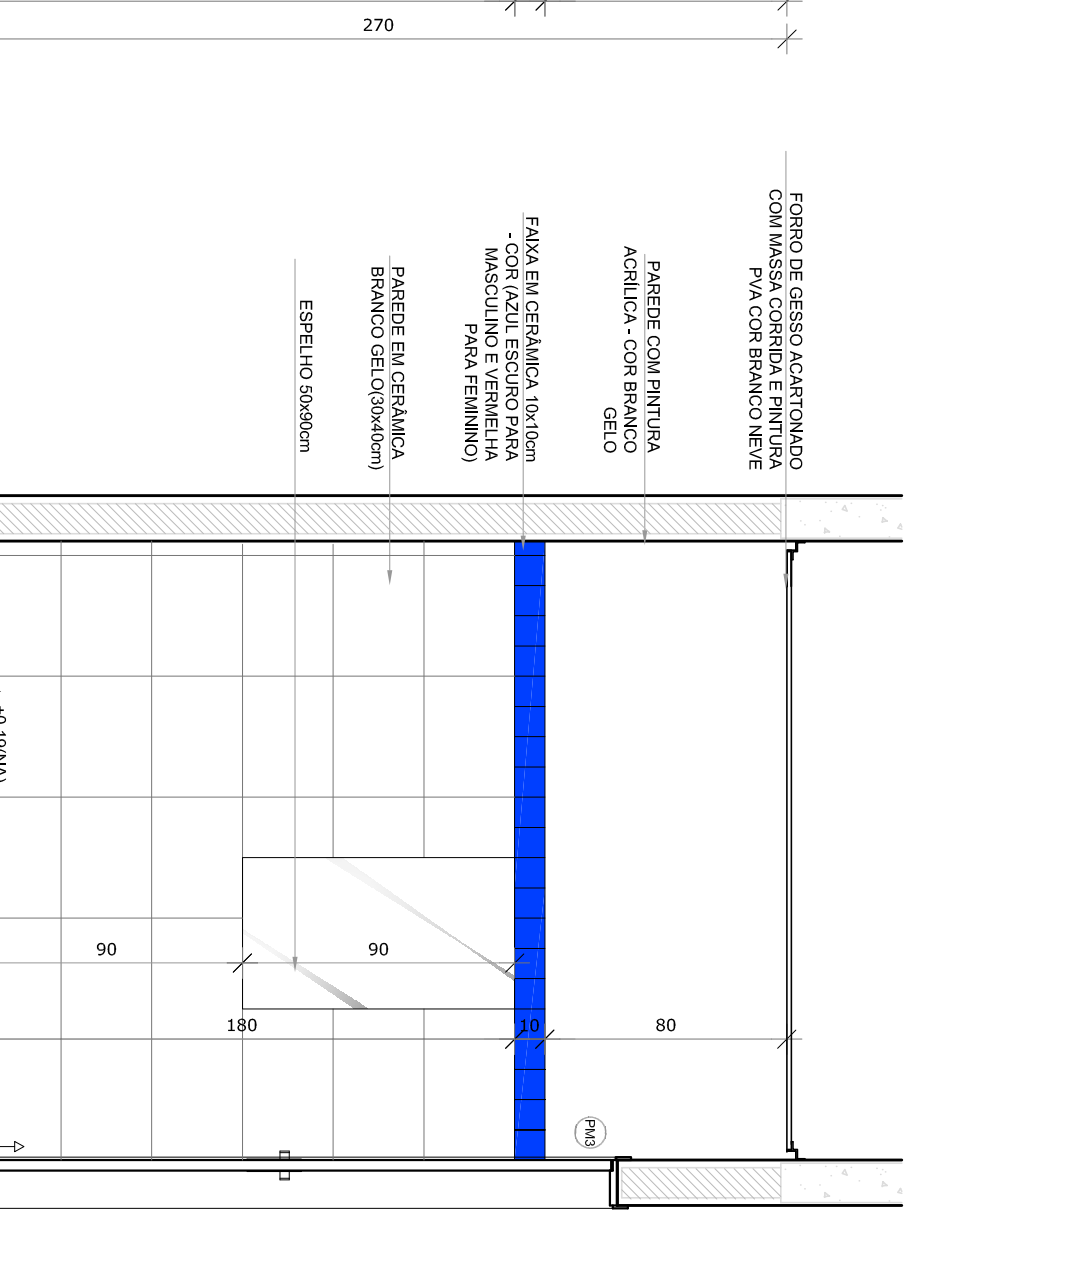 270
FORRO DE GESSO ACARTONADO
COM MASSA CORRIDA E PINTURA
PVA COR BRANCO NEVE
PAREDE COM PINTURA
ACRÍLICA - COR BRANCO
GELO
FAIXA EM CERÂMICA 10x10cm
- COR (AZUL ESCURO PARA
MASCULINO E VERMELHA
PARA FEMININO)
PAREDE EM CERÂMICA
BRANCO GELO(30x40cm)
ESPELHO 50x90cm
90
90
180
10
80
PM3